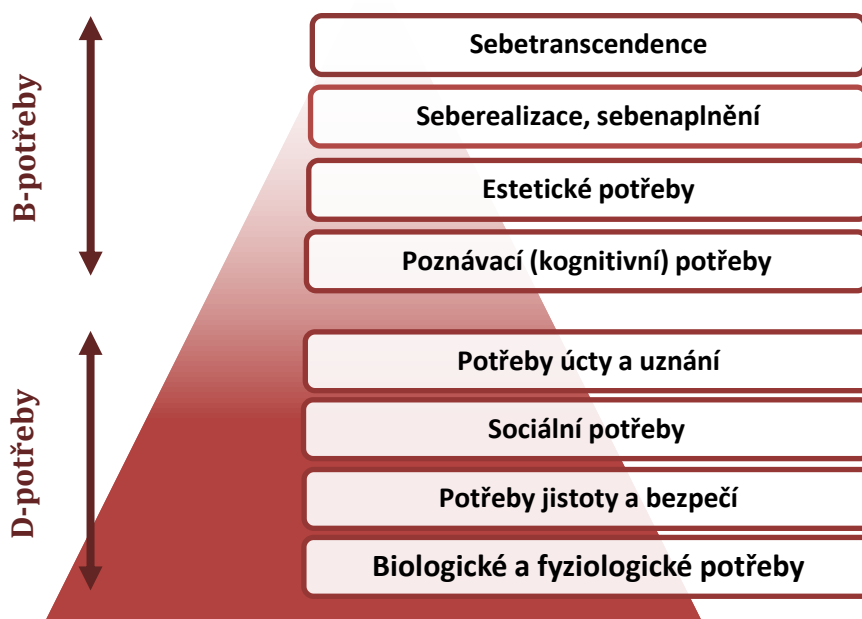 B-potřeby
Sebetranscendence
Seberealizace, sebenaplnění
Estetické potřeby
Poznávací (kognitivní) potřeby
D-potřeby
Potřeby úcty a uznání
Sociální potřeby
Potřeby jistoty a bezpečí
Biologické a fyziologické potřeby